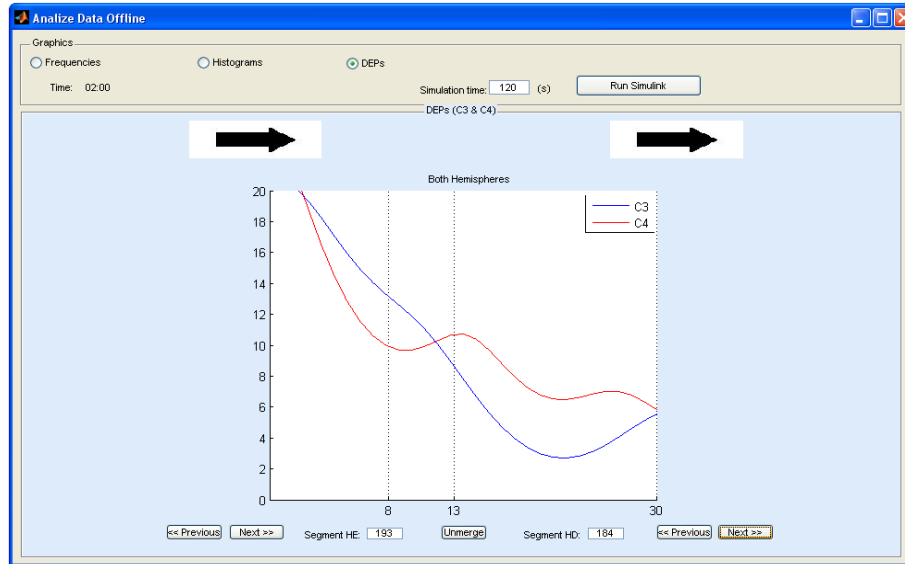 Analize Data Offline
Graphics
Frequencies Histograms DEPs
Time: 02:00 Simulation time: 120 (s) Run Simulink
DEPs (C3 & C4)
Both Hemispheres
20
18
16
14
12
10
8
6
4
2
0
C3
C4
8 13 30
<< Previous Next >> Segment HE: 193 Unmerge Segment HD: 184 << Previous Next >>